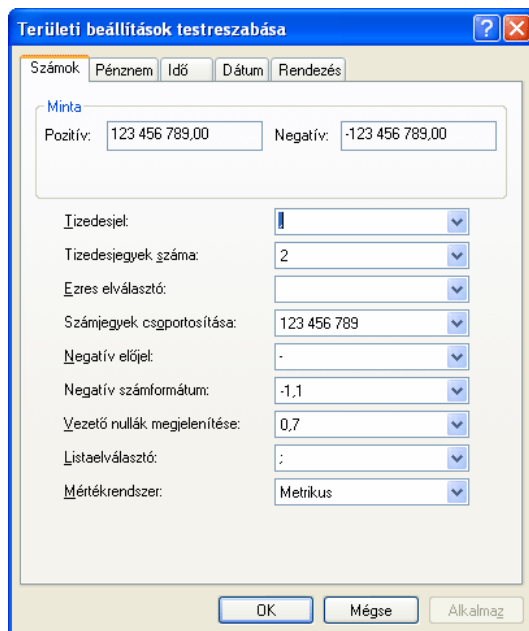 Területi beállítások testreszabása
Számok Pénznem Idő Dátum Rendezés
Minta
Pozitív: 123 456 789,00 Negatív: -123 456 789,00
Tizedesjel: ,
Tizedesjegyek száma: 2
Ezres elválasztó:
Számjegyek csoportosítása: 123 456 789
Negatív előjel: -
Negatív számformátum: -1,1
Vezető nullák megjelenítése: 0,7
Listaelválasztó: ;
Mértékrendszer: Metrikus
OK Mégse Alkalmaz